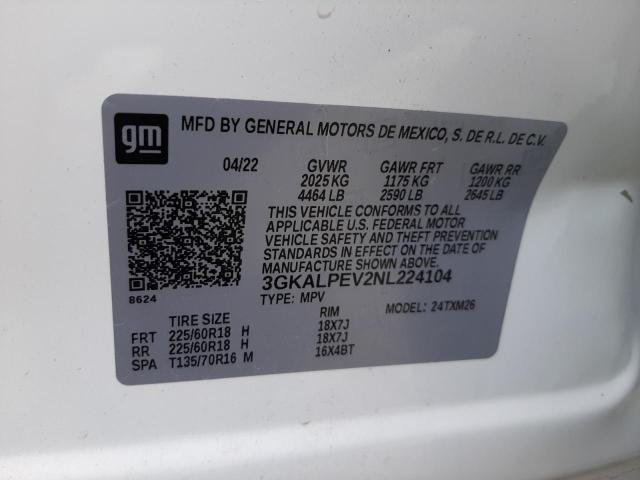 gm MFD BY GENERAL MOTORS DE MEXICO, S. DE R.L. DE C.V.
04/22 GVWR GAWR FRT GAWR RR
2025 KG 1175 KG 1200 KG
4464 LB 2590 LB 2645 LB
THIS VEHICLE CONFORMS TO ALL
APPLICABLE U.S. FEDERAL MOTOR
VEHICLE SAFETY AND THEFT PREVENTION
STANDARDS IN EFFECT ON THE DATE OF
MANUFACTURE SHOWN ABOVE.
3GKALPEV2NL224104
8624 TYPE: MPV MODEL: 24TXM26
TIRE SIZE RIM
FRT 225/60R18 H 18X7J
RR 225/60R18 H 18X7J
SPA T135/70R16 M 16X4BT